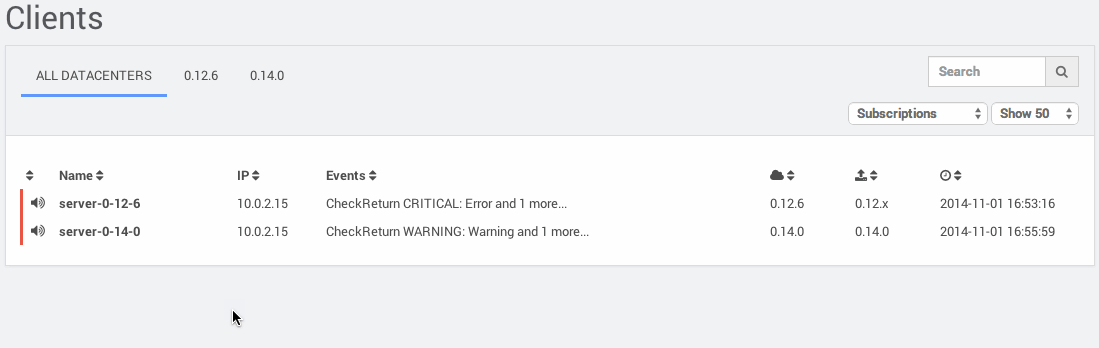 Clients
ALL DATACENTERS 0.12.6 0.14.0 Search
Subscriptions Show 50
Name IP Events
server-0-12-6 10.0.2.15 CheckReturn CRITICAL: Error and 1 more... 0.12.6 0.12.x 2014-11-01 16:53:16
server-0-14-0 10.0.2.15 CheckReturn WARNING: Warning and 1 more... 0.14.0 0.14.0 2014-11-01 16:55:59